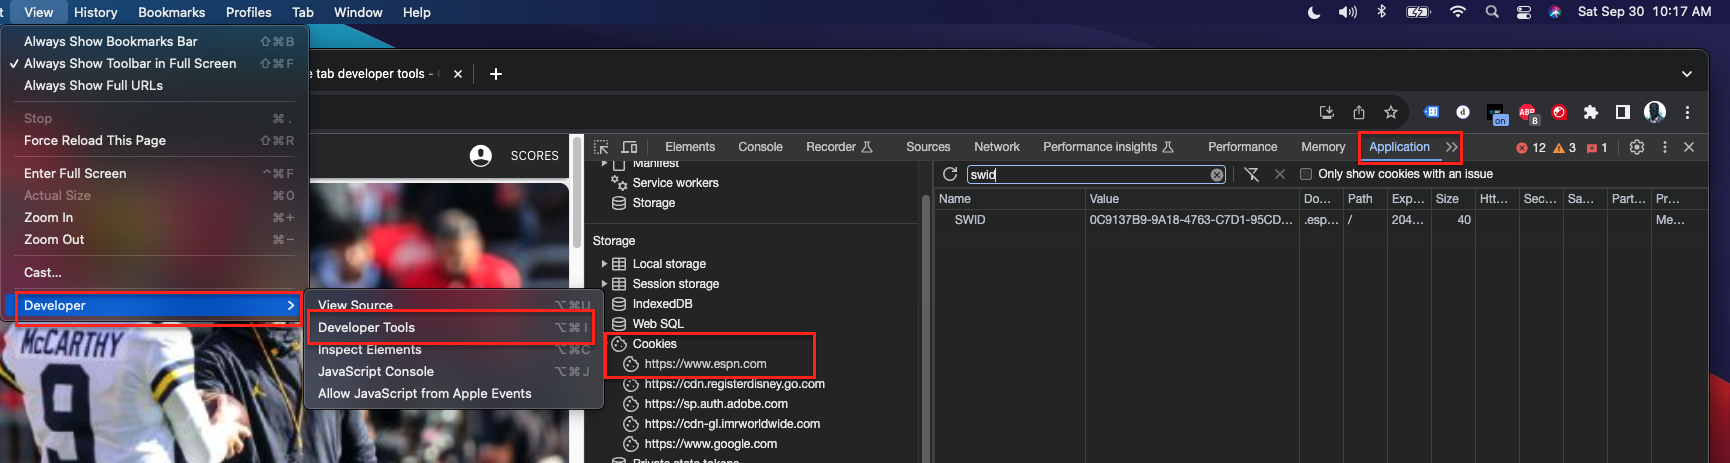 t View History Bookmarks Profiles Tab Window Help Sat Sep 30 10:17 AM
Always Show Bookmarks Bar ⇧⌘B
✓ Always Show Toolbar in Full Screen ⇧⌘F
Always Show Full URLs
Stop ⌘.
Force Reload This Page ⇧⌘R
Enter Full Screen ^⌘F
Actual Size ⌘0
Zoom In ⌘+
Zoom Out ⌘−
Cast...
Developer >
View Source ⌥⌘U
Developer Tools ⌥⌘I
Inspect Elements ⌥⌘C
JavaScript Console ⌥⌘J
Allow JavaScript from Apple Events
e tab developer tools -
on ABP 8
SCORES
McCARTHY
9
Elements Console Recorder Sources Network Performance insights Performance Memory Application >> 12 3 1
Manifest
Service workers
Storage
Storage
Local storage
Session storage
IndexedDB
Web SQL
Cookies
https://www.espn.com
https://cdn.registerdisney.go.com
https://sp.auth.adobe.com
https://cdn-gl.imrworldwide.com
https://www.google.com
Private state tokens
swid Only show cookies with an issue
Name Value Do... Path Exp... Size Htt... Sec... Sa... Part... Pr...
SWID 0C9137B9-9A18-4763-C7D1-95CD... .esp... / 204... 40 Me...